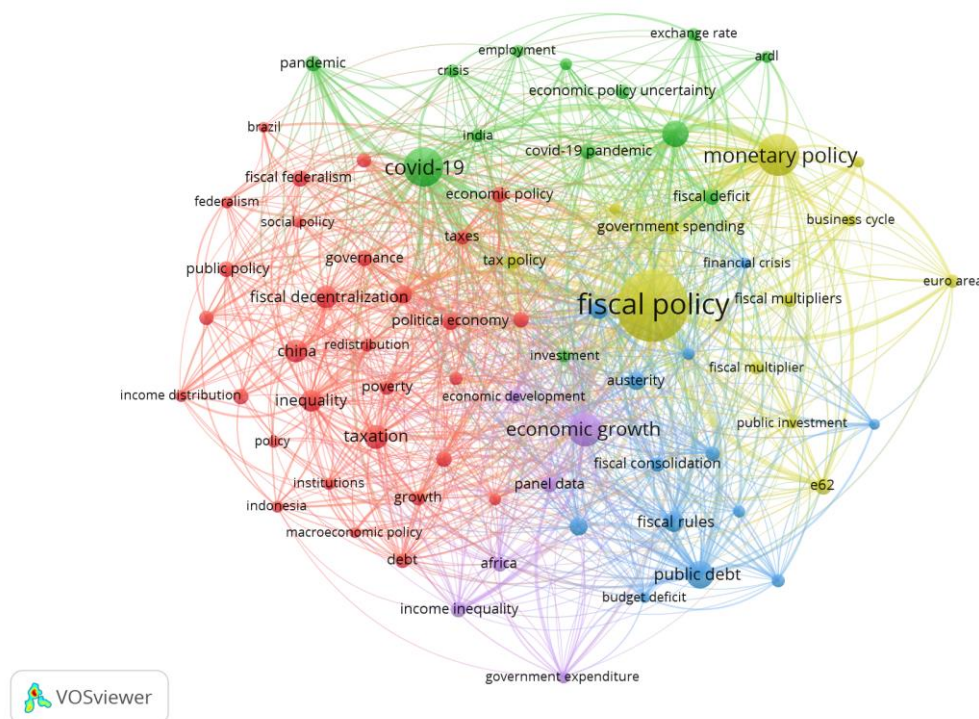 exchange rate
employment
ardl
pandemic
crisis
economic policy uncertainty
brazil
india
covid-19 pandemic
monetary policy
covid-19
fiscal federalism
economic policy
fiscal deficit
federalism
social policy
government spending
business cycle
taxes
governance
tax policy
financial crisis
public policy
euro area
fiscal decentralization
fiscal policy
fiscal multipliers
political economy
china
redistribution
investment
fiscal multiplier
poverty
austerity
income distribution
economic development
inequality
public investment
policy
taxation
economic growth
fiscal consolidation
institutions
panel data
e62
indonesia
growth
fiscal rules
macroeconomic policy
debt
africa
public debt
budget deficit
income inequality
government expenditure
VOSviewer